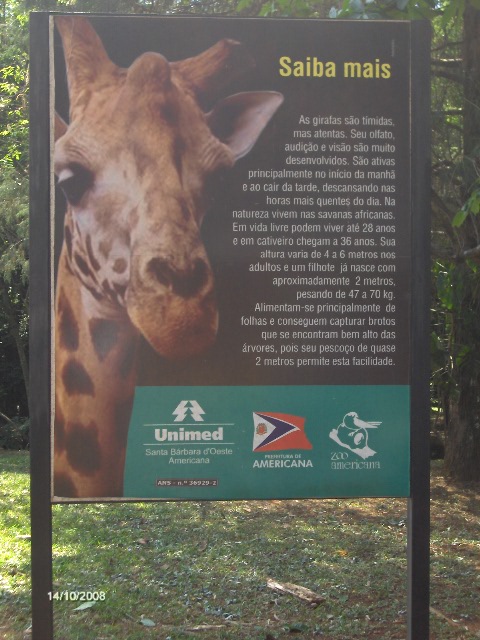 Saiba mais
As girafas são tímidas,
mas atentas. Seu olfato,
audição e visão são muito
desenvolvidos. São ativas
principalmente no início da manhã
e ao cair da tarde, descansando nas
horas mais quentes do dia. Na
natureza vivem nas savanas africanas.
Em vida livre podem viver até 28 anos
e em cativeiro chegam a 36 anos. Sua
altura varia de 4 a 6 metros nos
adultos e um filhote já nasce com
aproximadamente 2 metros,
pesando de 47 a 70 kg.
Alimentam-se principalmente de
folhas e conseguem capturar brotos
que se encontram bem alto das
árvores, pois seu pescoço de quase
2 metros permite esta facilidade.
Unimed
Santa Bárbara d'Oeste
Americana
ANS - n.º 36929-2
PREFEITURA DE
AMERICANA
ZOO
americana
14/10/2008